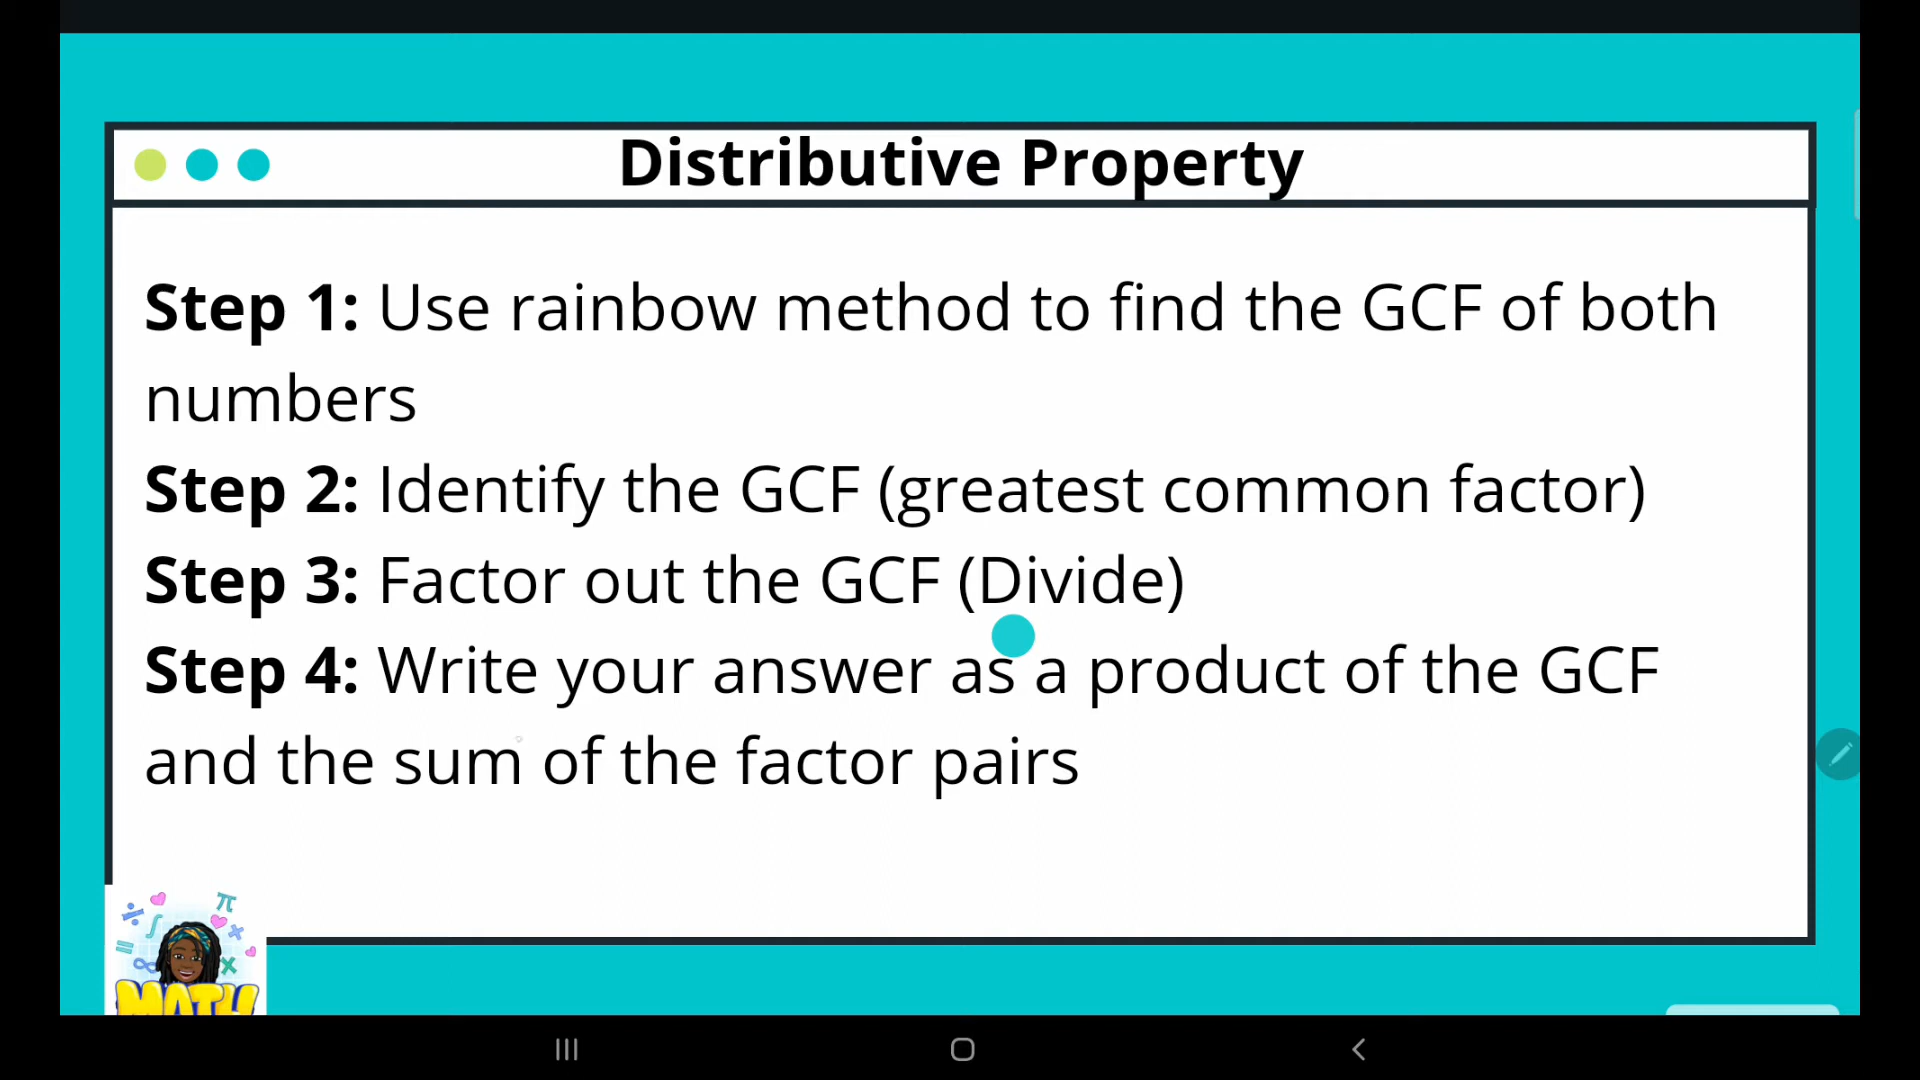 Distributive Property
Step 1: Use rainbow method to find the GCF of both
numbers
Step 2: Identify the GCF (greatest common factor)
Step 3: Factor out the GCF (Divide)
Step 4: Write your answer as a product of the GCF
and the sum of the factor pairs
MATH